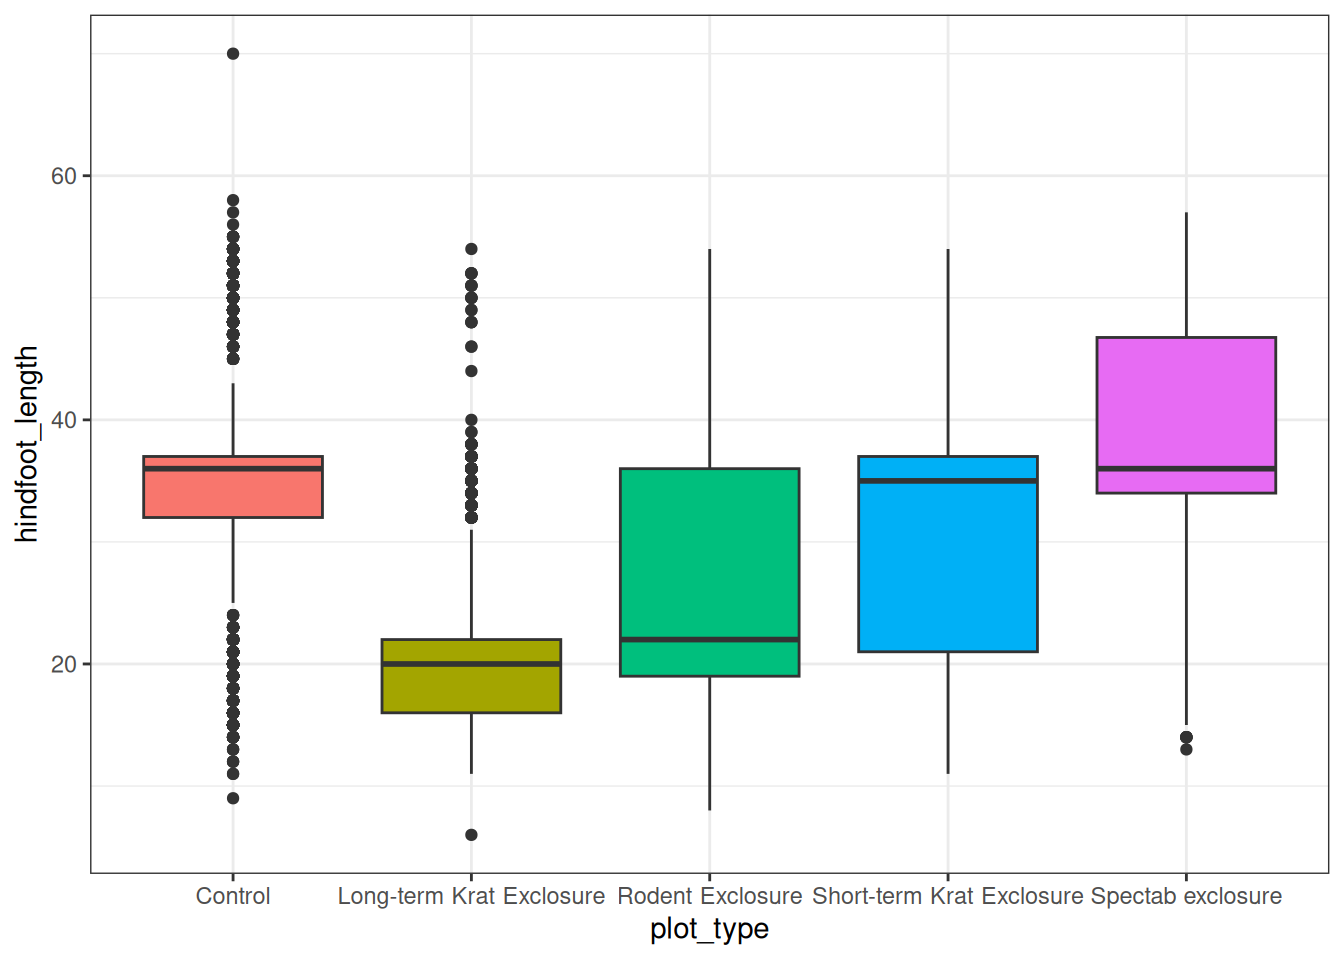 hindfoot_length
60
40
20
Control
Long-term Krat Exclosure
Rodent Exclosure
Short-term Krat Exclosure
Spectab exclosure
plot_type